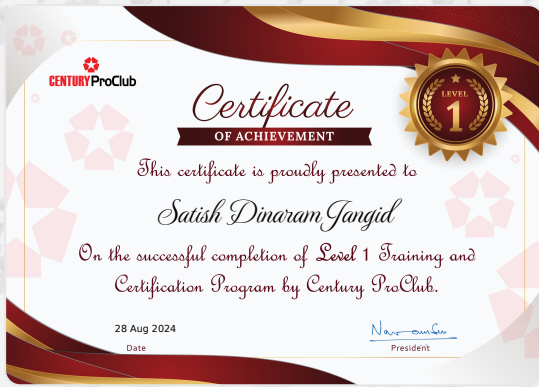 CENTURY ProClub
Certificate
OF ACHIEVEMENT
LEVEL
1
This certificate is proudly presented to
Satish Dinaram Jangid
On the successful completion of Level 1 Training and
Certification Program by Century ProClub.
28 Aug 2024
Date
President